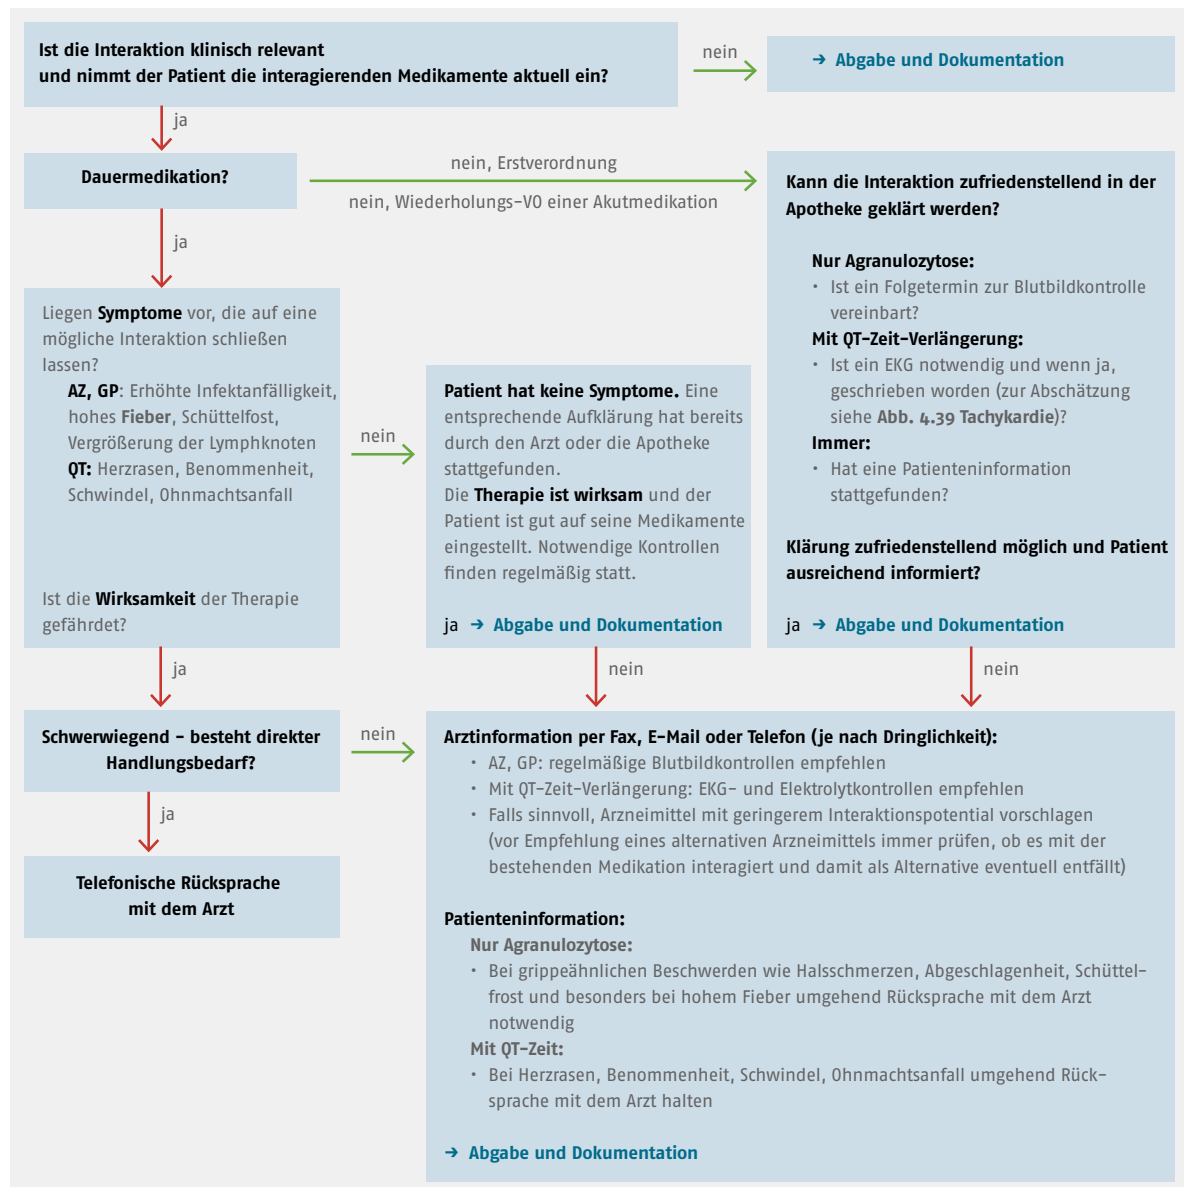 Ist die Interaktion klinisch relevant
und nimmt der Patient die interagierenden Medikamente aktuell ein?
nein
→ Abgabe und Dokumentation
ja
Dauermedikation?
nein, Erstverordnung
nein, Wiederholungs-VO einer Akutmedikation
Kann die Interaktion zufriedenstellend in der
Apotheke geklärt werden?
Nur Agranulozytose:
• Ist ein Folgetermin zur Blutbildkontrolle
vereinbart?
Mit QT-Zeit-Verlängerung:
• Ist ein EKG notwendig und wenn ja,
geschrieben worden (zur Abschätzung
siehe Abb. 4.39 Tachykardie)?
Immer:
• Hat eine Patienteninformation
stattgefunden?
Klärung zufriedenstellend möglich und Patient
ausreichend informiert?
ja → Abgabe und Dokumentation
ja
Liegen Symptome vor, die auf eine
mögliche Interaktion schließen
lassen?
AZ, GP: Erhöhte Infektanfälligkeit,
hohes Fieber, Schüttelfost,
Vergrößerung der Lymphknoten
QT: Herzrasen, Benommenheit,
Schwindel, Ohnmachtsanfall
Ist die Wirksamkeit der Therapie
gefährdet?
nein
Patient hat keine Symptome. Eine
entsprechende Aufklärung hat bereits
durch den Arzt oder die Apotheke
stattgefunden.
Die Therapie ist wirksam und der
Patient ist gut auf seine Medikamente
eingestellt. Notwendige Kontrollen
finden regelmäßig statt.
ja → Abgabe und Dokumentation
ja
nein
nein
Schwerwiegend – besteht direkter
Handlungsbedarf?
nein
ja
Telefonische Rücksprache
mit dem Arzt
Arztinformation per Fax, E-Mail oder Telefon (je nach Dringlichkeit):
• AZ, GP: regelmäßige Blutbildkontrollen empfehlen
• Mit QT-Zeit-Verlängerung: EKG- und Elektrolytkontrollen empfehlen
• Falls sinnvoll, Arzneimittel mit geringerem Interaktionspotential vorschlagen
(vor Empfehlung eines alternativen Arzneimittels immer prüfen, ob es mit der
bestehenden Medikation interagiert und damit als Alternative eventuell entfällt)
Patienteninformation:
Nur Agranulozytose:
• Bei grippeähnlichen Beschwerden wie Halsschmerzen, Abgeschlagenheit, Schüttel-
frost und besonders bei hohem Fieber umgehend Rücksprache mit dem Arzt
notwendig
Mit QT-Zeit:
• Bei Herzrasen, Benommenheit, Schwindel, Ohnmachtsanfall umgehend Rück-
sprache mit dem Arzt halten
→ Abgabe und Dokumentation